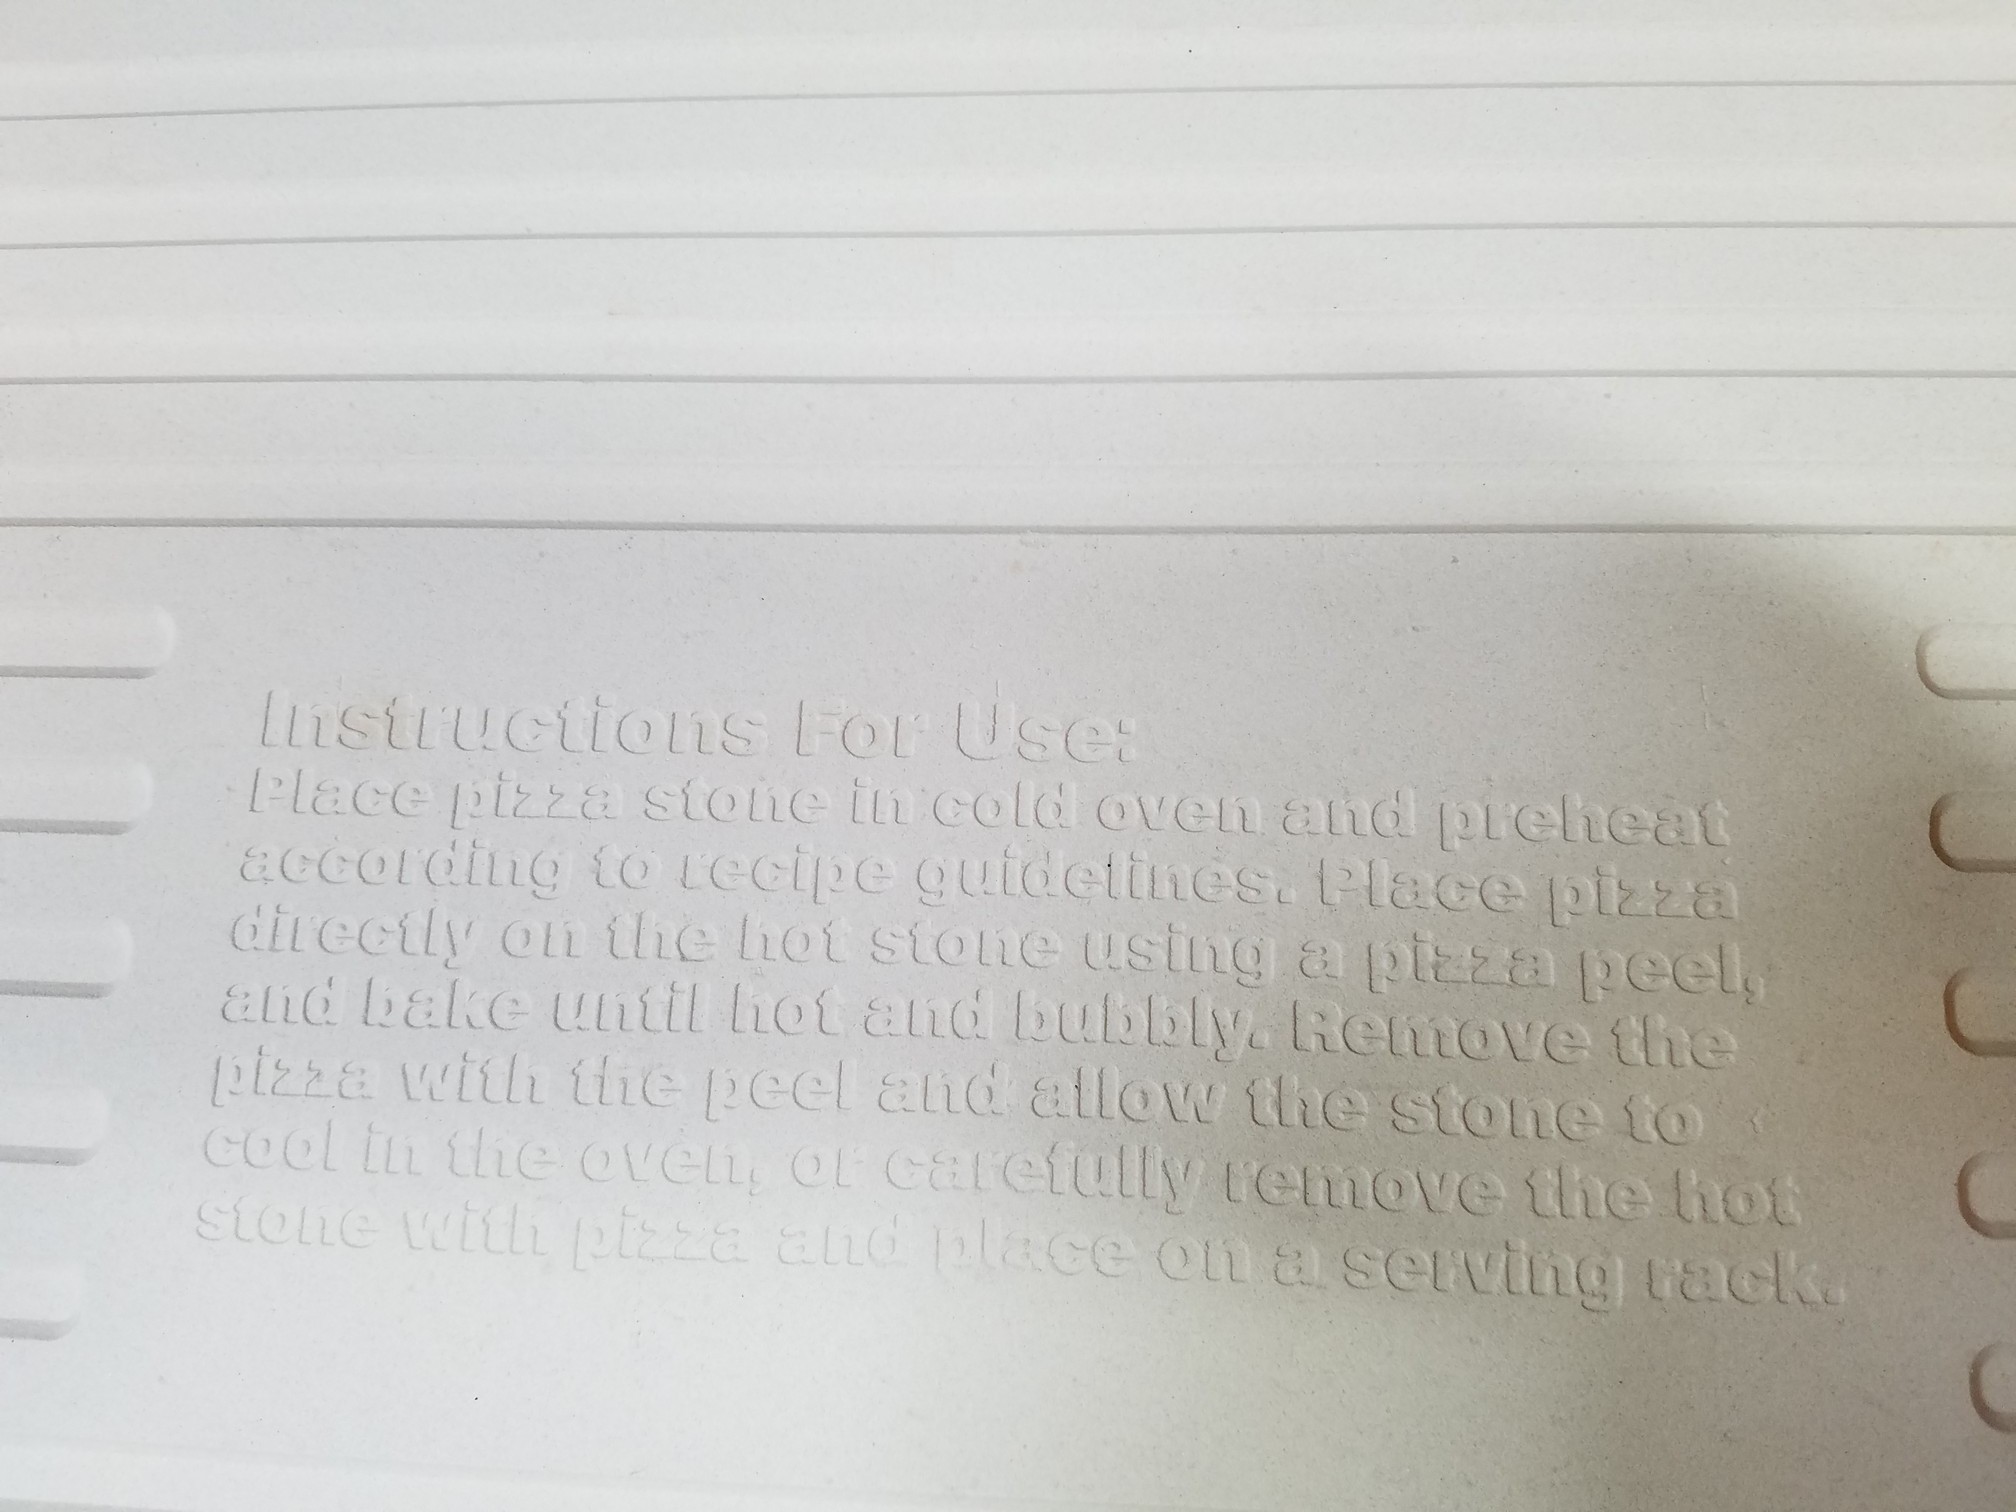 Instructions For Use:
Place pizza stone in cold oven and preheat
according to recipe guidelines. Place pizza
directly on the hot stone using a pizza peel,
and bake until hot and bubbly. Remove the
pizza with the peel and allow the stone to
cool in the oven, or carefully remove the hot
stone with pizza and place on a serving rack.